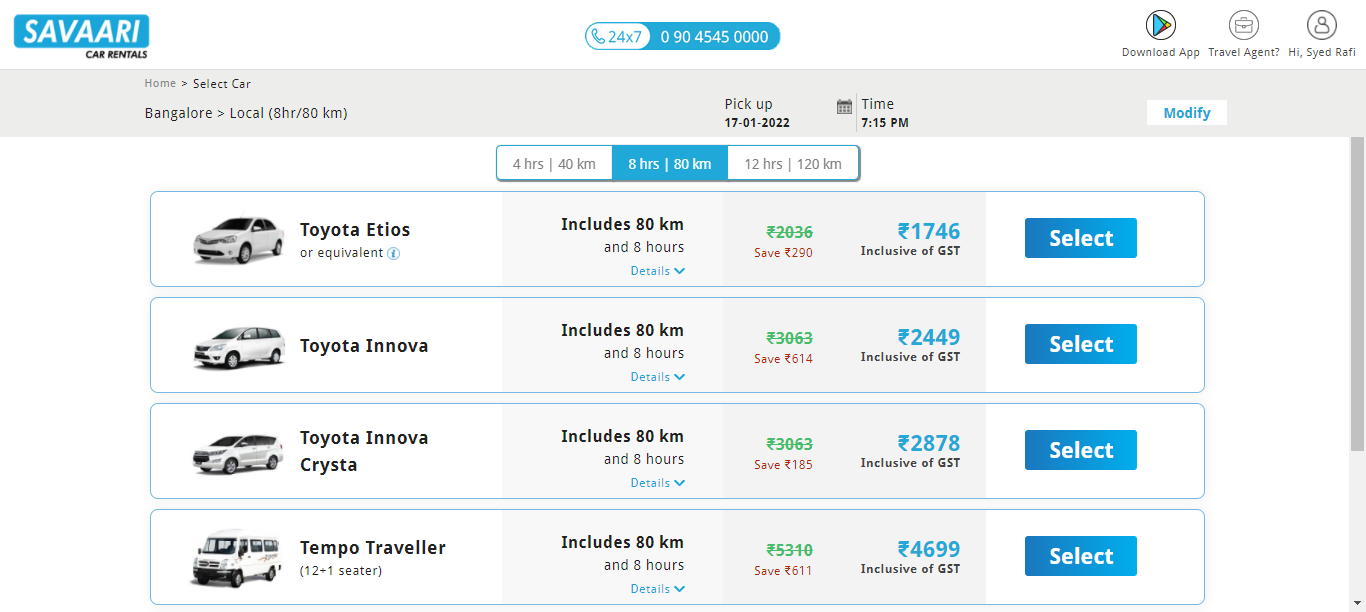 SAVAARI
CAR RENTALS
24x7 0 90 4545 0000
Download App Travel Agent? Hi, Syed Rafi
Home > Select Car
Bangalore > Local (8hr/80 km)
Pick up
17-01-2022
Time
7:15 PM
Modify
4 hrs | 40 km 8 hrs | 80 km 12 hrs | 120 km
Toyota Etios
or equivalent i
Includes 80 km
and 8 hours
Details
₹2036
Save ₹290
₹1746
Inclusive of GST
Select
Toyota Innova
Includes 80 km
and 8 hours
Details
₹3063
Save ₹614
₹2449
Inclusive of GST
Select
Toyota Innova
Crysta
Includes 80 km
and 8 hours
Details
₹3063
Save ₹185
₹2878
Inclusive of GST
Select
Tempo Traveller
(12+1 seater)
Includes 80 km
and 8 hours
Details
₹5310
Save ₹611
₹4699
Inclusive of GST
Select